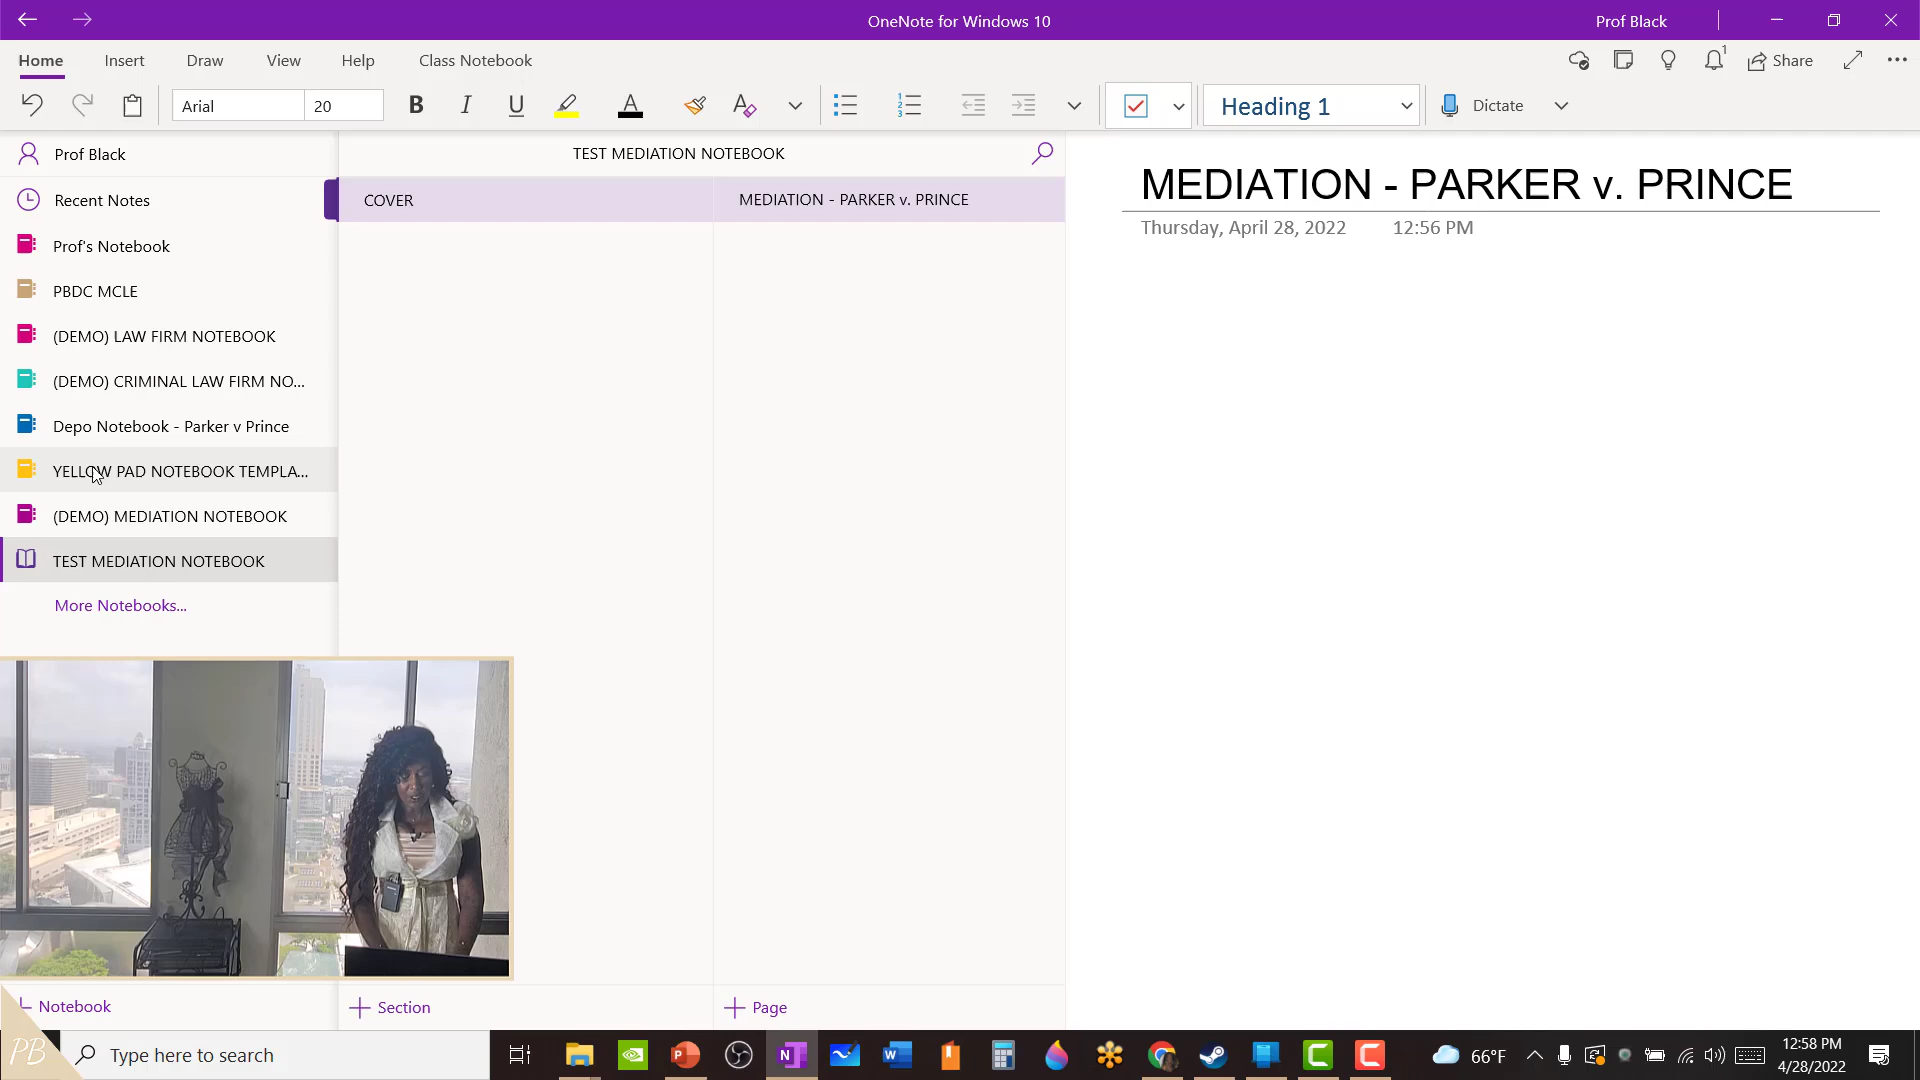 OneNote for Windows 10
Prof Black
Home
Insert
Draw
View
Help
Class Notebook
1
Share
Arial
20
B
I
U
A
A
Heading 1
Dictate
Prof Black
Recent Notes
Prof's Notebook
PBDC MCLE
(DEMO) LAW FIRM NOTEBOOK
(DEMO) CRIMINAL LAW FIRM NO...
Depo Notebook - Parker v Prince
YELLOW PAD NOTEBOOK TEMPLA...
(DEMO) MEDIATION NOTEBOOK
TEST MEDIATION NOTEBOOK
More Notebooks...
TEST MEDIATION NOTEBOOK
COVER
MEDIATION - PARKER v. PRINCE
MEDIATION - PARKER v. PRINCE
Thursday, April 28, 2022
12:56 PM
Notebook
Section
Page
PB
Type here to search
66°F
12:58 PM
4/28/2022